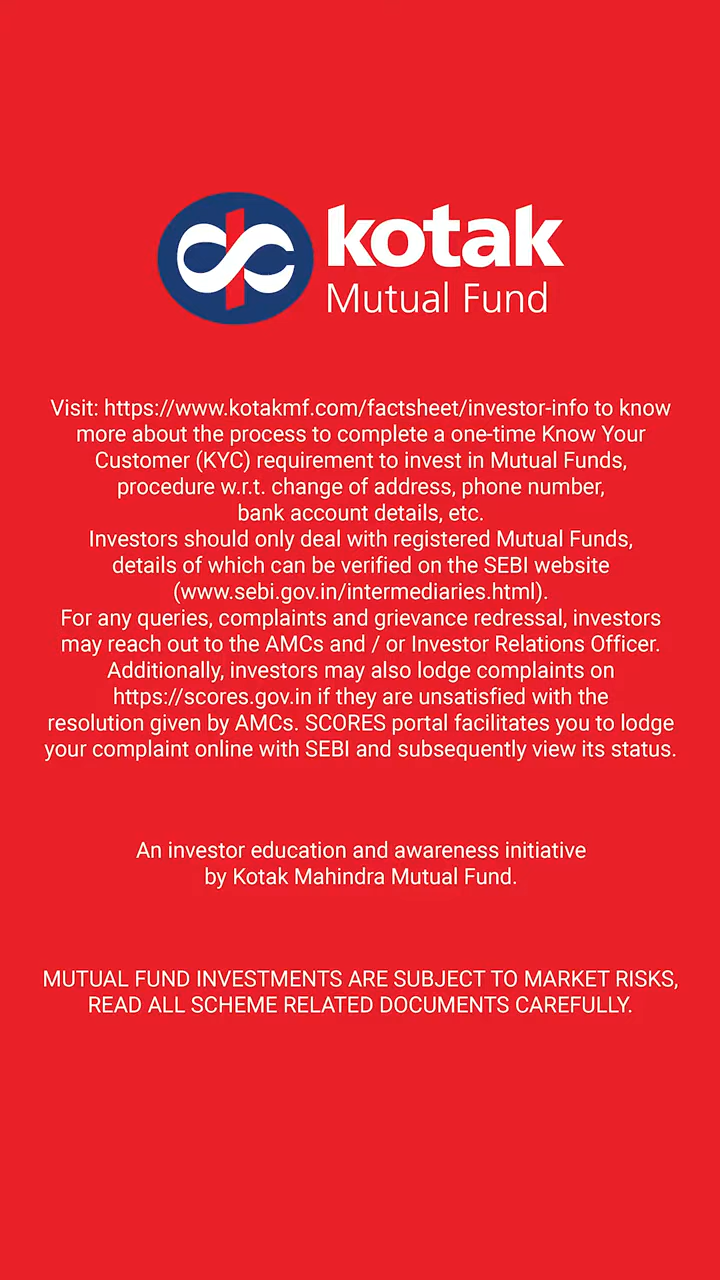 kotak
Mutual Fund
Visit: https://www.kotakmf.com/factsheet/investor-info to know
more about the process to complete a one-time Know Your
Customer (KYC) requirement to invest in Mutual Funds,
procedure w.r.t. change of address, phone number,
bank account details, etc.
Investors should only deal with registered Mutual Funds,
details of which can be verified on the SEBI website
(www.sebi.gov.in/intermediaries.html).
For any queries, complaints and grievance redressal, investors
may reach out to the AMCs and / or Investor Relations Officer.
Additionally, investors may also lodge complaints on
https://scores.gov.in if they are unsatisfied with the
resolution given by AMCs. SCORES portal facilitates you to lodge
your complaint online with SEBI and subsequently view its status.
An investor education and awareness initiative
by Kotak Mahindra Mutual Fund.
MUTUAL FUND INVESTMENTS ARE SUBJECT TO MARKET RISKS,
READ ALL SCHEME RELATED DOCUMENTS CAREFULLY.